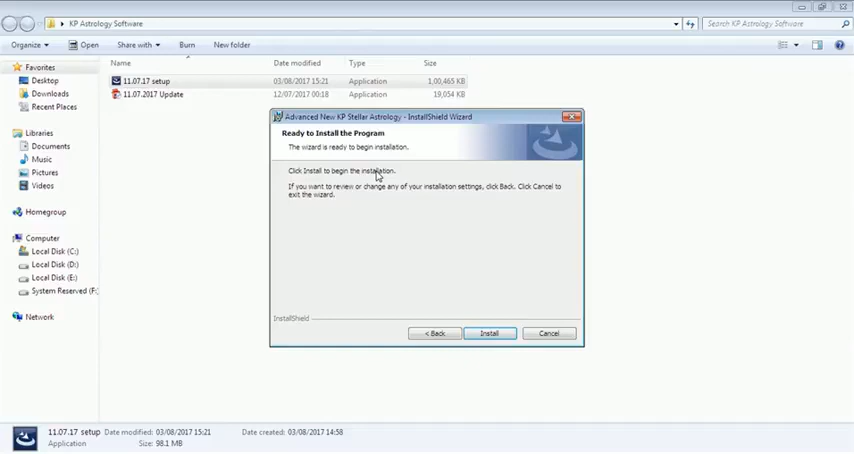 KP Astrology Software
Search KP Astrology Software
Organize Open Share with Burn New folder
Name Date modified Type Size
Favorites
Desktop
Downloads
Recent Places
Libraries
Documents
Music
Pictures
Videos
Homegroup
Computer
Local Disk (C:)
Local Disk (D:)
Local Disk (E:)
System Reserved (F:
Network
11.07.17 setup 03/08/2017 15:21 Application 1,00,465 KB
11.07.2017 Update 12/07/2017 00:18 Application 19,054 KB
Advanced New KP Stellar Astrology - InstallShield Wizard
Ready to Install the Program
The wizard is ready to begin installation.
Click Install to begin the installation.
If you want to review or change any of your installation settings, click Back. Click Cancel to
exit the wizard.
InstallShield
< Back Install Cancel
11.07.17 setup Date modified: 03/08/2017 15:21 Date created: 03/08/2017 14:58
Application Size: 98.1 MB